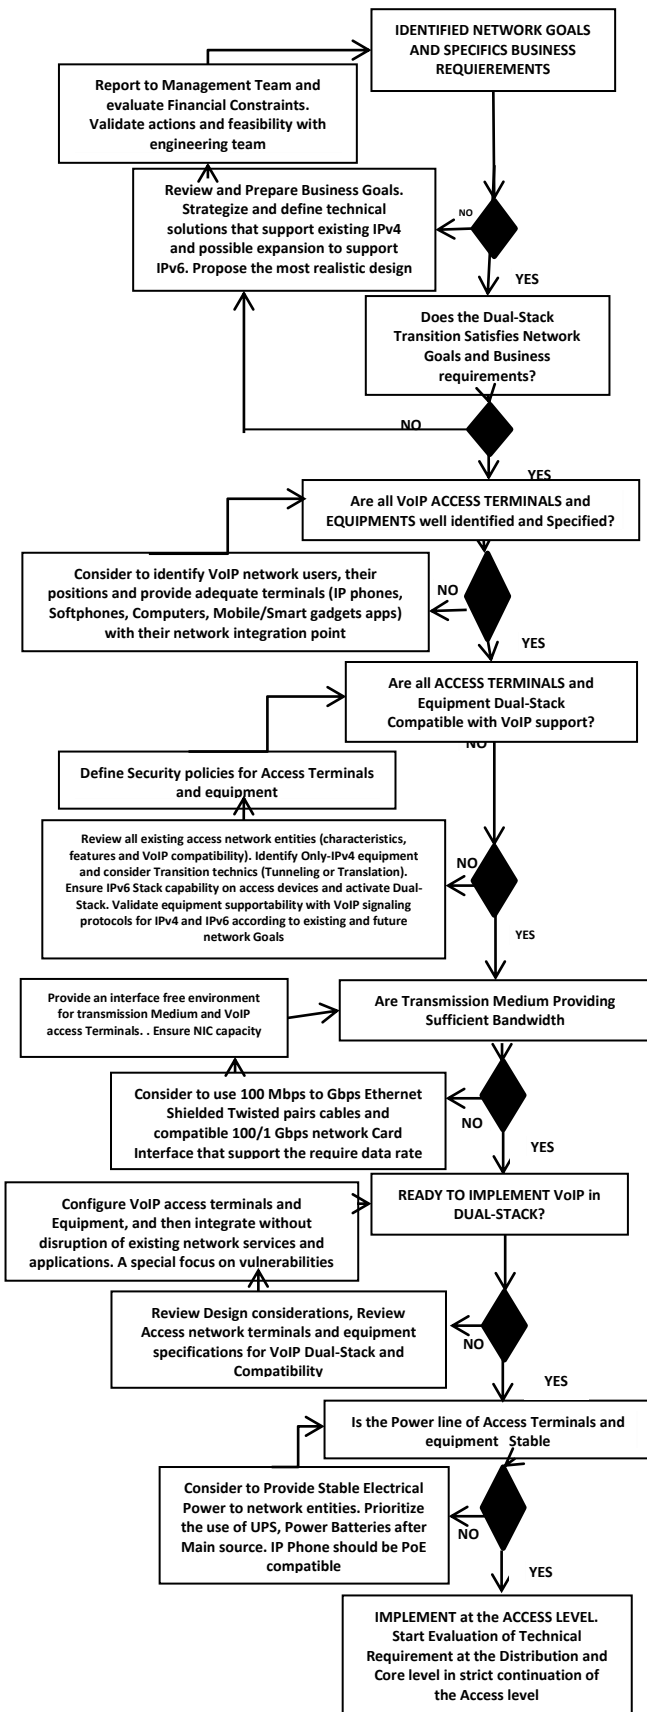 IDENTIFIED NETWORK GOALS
AND SPECIFICS BUSINESS
REQUIEREMENTS
Report to Management Team and
evaluate Financial Constraints.
Validate actions and feasibility with
engineering team
Review and Prepare Business Goals.
Strategize and define technical
solutions that support existing IPv4
and possible expansion to support
IPv6. Propose the most realistic design
NO
YES
Does the Dual-Stack
Transition Satisfies Network
Goals and Business
requirements?
NO
YES
Are all VoIP ACCESS TERMINALS and
EQUIPMENTS well identified and Specified?
Consider to identify VoIP network users, their
positions and provide adequate terminals (IP phones,
Softphones, Computers, Mobile/Smart gadgets apps)
with their network integration point
NO
YES
Are all ACCESS TERMINALS and
Equipment Dual-Stack
Compatible with VoIP support?
NO
Define Security policies for Access Terminals
and equipment
Review all existing access network entities (characteristics,
features and VoIP compatibility). Identify Only-IPv4 equipment
and consider Transition technics (Tunneling or Translation).
Ensure IPv6 Stack capability on access devices and activate Dual-
Stack. Validate equipment supportability with VoIP signaling
protocols for IPv4 and IPv6 according to existing and future
network Goals
NO
YES
Provide an interface free environment
for transmission Medium and VoIP
access Terminals. . Ensure NIC capacity
Are Transmission Medium Providing
Sufficient Bandwidth
Consider to use 100 Mbps to Gbps Ethernet
Shielded Twisted pairs cables and
compatible 100/1 Gbps network Card
Interface that support the require data rate
NO
YES
Configure VoIP access terminals and
Equipment, and then integrate without
disruption of existing network services and
applications. A special focus on vulnerabilities
READY TO IMPLEMENT VoIP in
DUAL-STACK?
Review Design considerations, Review
Access network terminals and equipment
specifications for VoIP Dual-Stack and
Compatibility
NO
YES
Is the Power line of Access Terminals and
equipment Stable
Consider to Provide Stable Electrical
Power to network entities. Prioritize
the use of UPS, Power Batteries after
Main source. IP Phone should be PoE
compatible
NO
YES
IMPLEMENT at the ACCESS LEVEL.
Start Evaluation of Technical
Requirement at the Distribution and
Core level in strict continuation of
the Access level